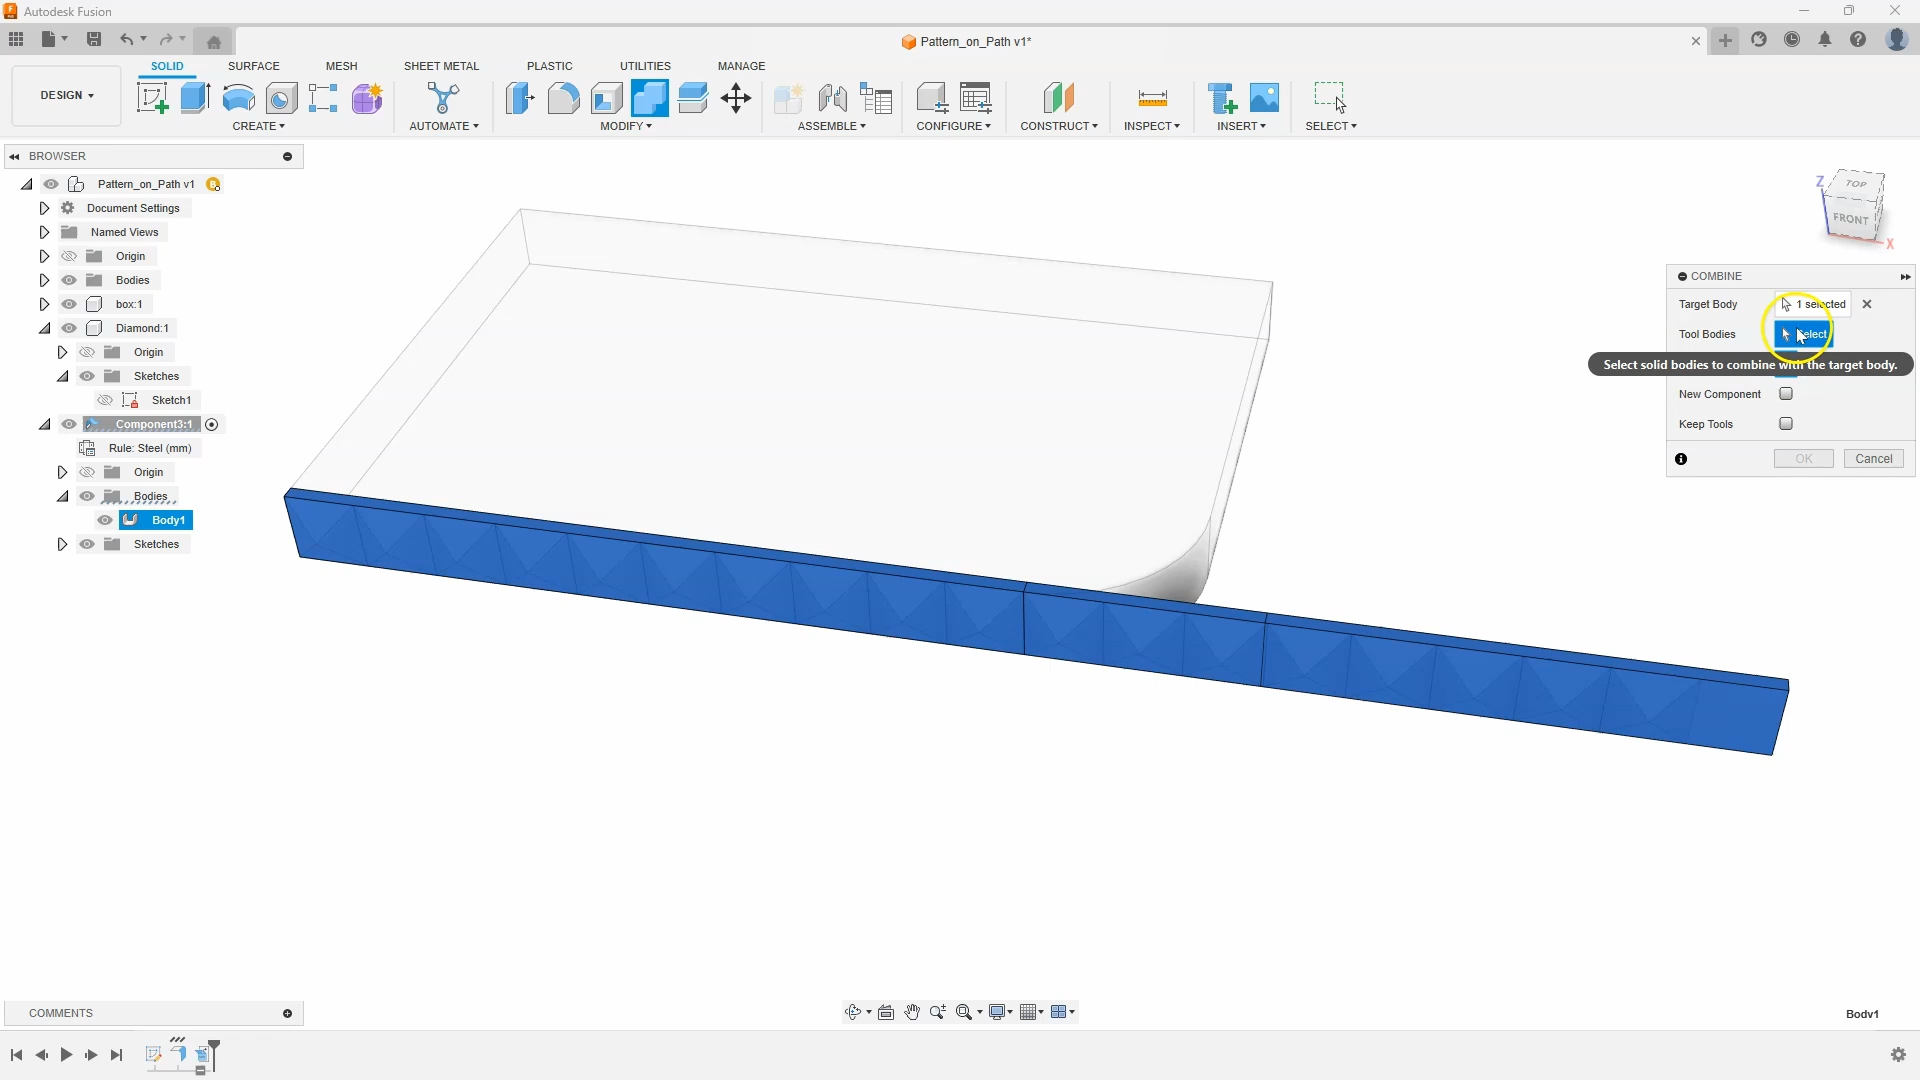 Autodesk Fusion
Pattern_on_Path v1*
SOLID SURFACE MESH SHEET METAL PLASTIC UTILITIES MANAGE
DESIGN
CREATE AUTOMATE MODIFY ASSEMBLE CONFIGURE CONSTRUCT INSPECT INSERT SELECT
BROWSER
Pattern_on_Path v1
Document Settings
Named Views
Origin
Bodies
box:1
Diamond:1
Origin
Sketches
Sketch1
Component3:1
Rule: Steel (mm)
Origin
Bodies
Body1
Sketches
Z
TOP
FRONT
X
COMBINE
Target Body 1 selected
Tool Bodies Select
Select solid bodies to combine with the target body.
New Component
Keep Tools
OK Cancel
COMMENTS
Body1